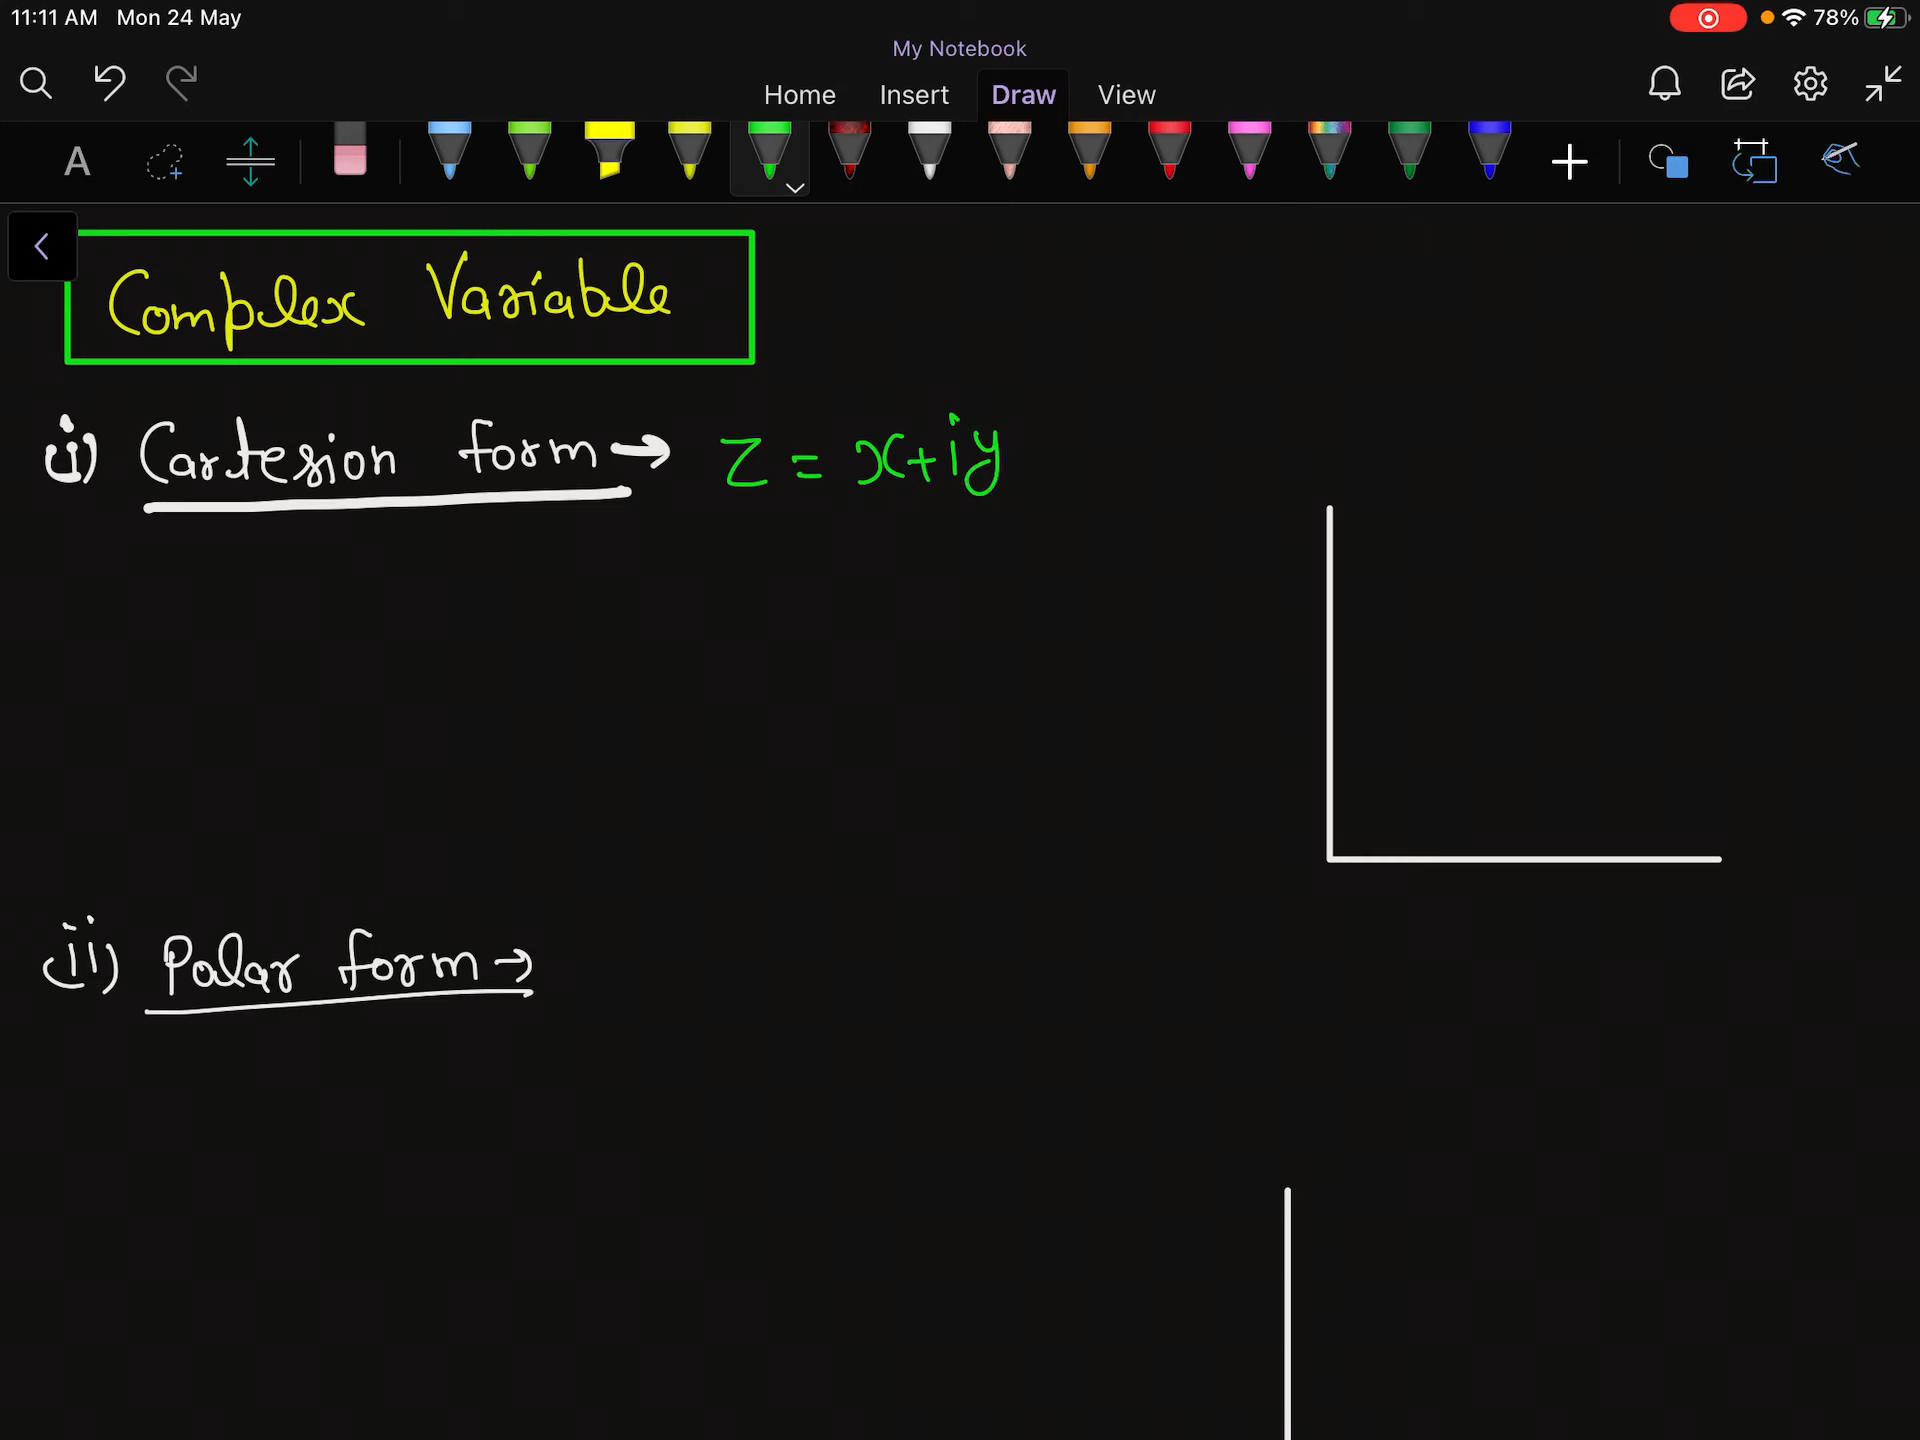 11:11 AM Mon 24 May 78%
My Notebook
Home Insert Draw View
A
Complex Variable
i) Cartesion form → z = x+iy
(ii) Polar form →